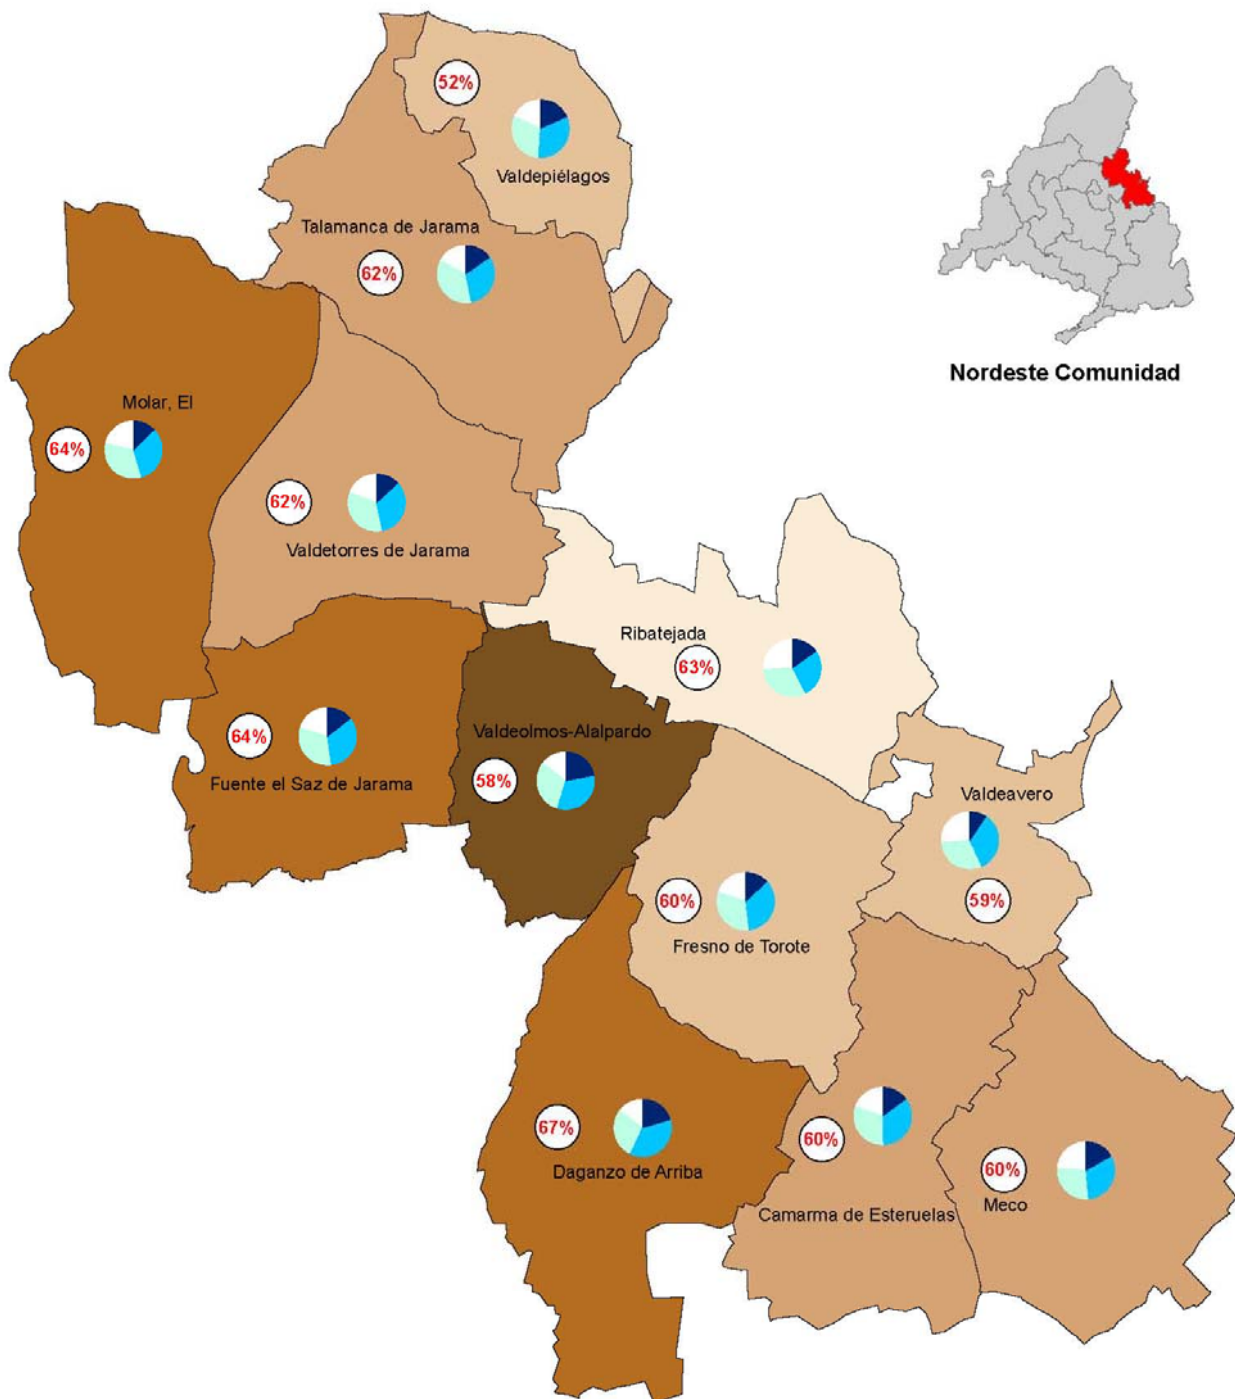 52%
Valdepiélagos
Talamanca de Jarama
62%
Nordeste Comunidad
Molar, El
64%
62%
Valdetorres de Jarama
Ribatejada
63%
64%
Fuente el Saz de Jarama
Valdeolmos-Alalpardo
58%
Valdeavero
59%
60%
Fresno de Torote
67%
Daganzo de Arriba
60%
Camarma de Esteruelas
60%
Meco